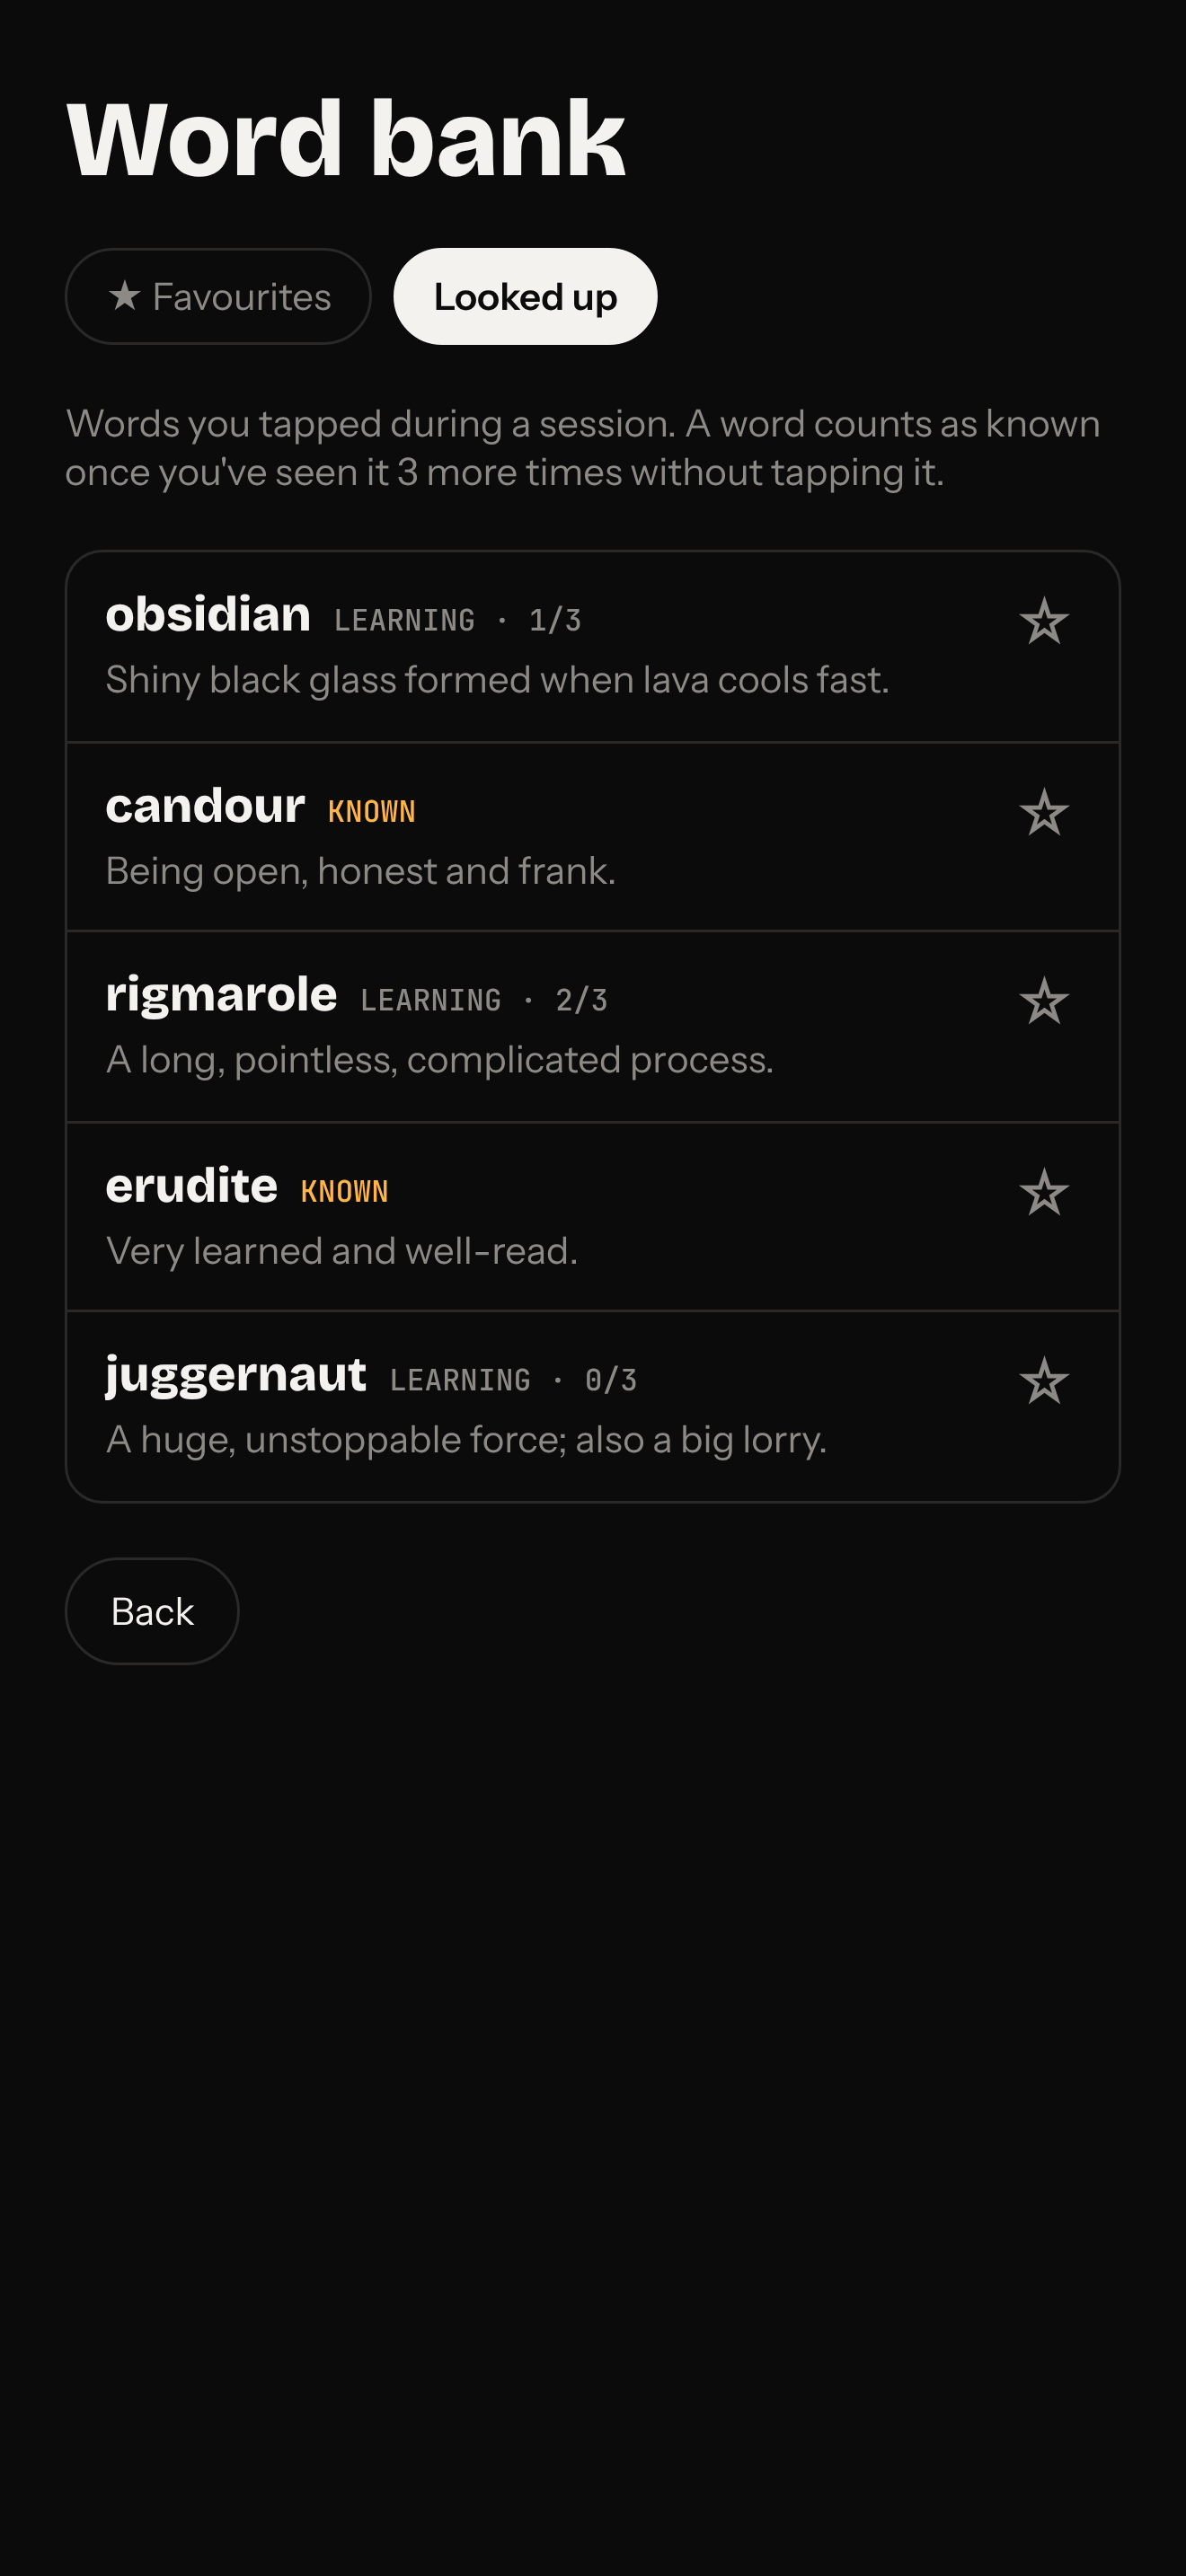 Word bank
★ Favourites
Looked up
Words you tapped during a session. A word counts as known
once you've seen it 3 more times without tapping it.
obsidian LEARNING · 1/3
Shiny black glass formed when lava cools fast.
candour KNOWN
Being open, honest and frank.
rigmarole LEARNING · 2/3
A long, pointless, complicated process.
erudite KNOWN
Very learned and well-read.
juggernaut LEARNING · 0/3
A huge, unstoppable force; also a big lorry.
Back